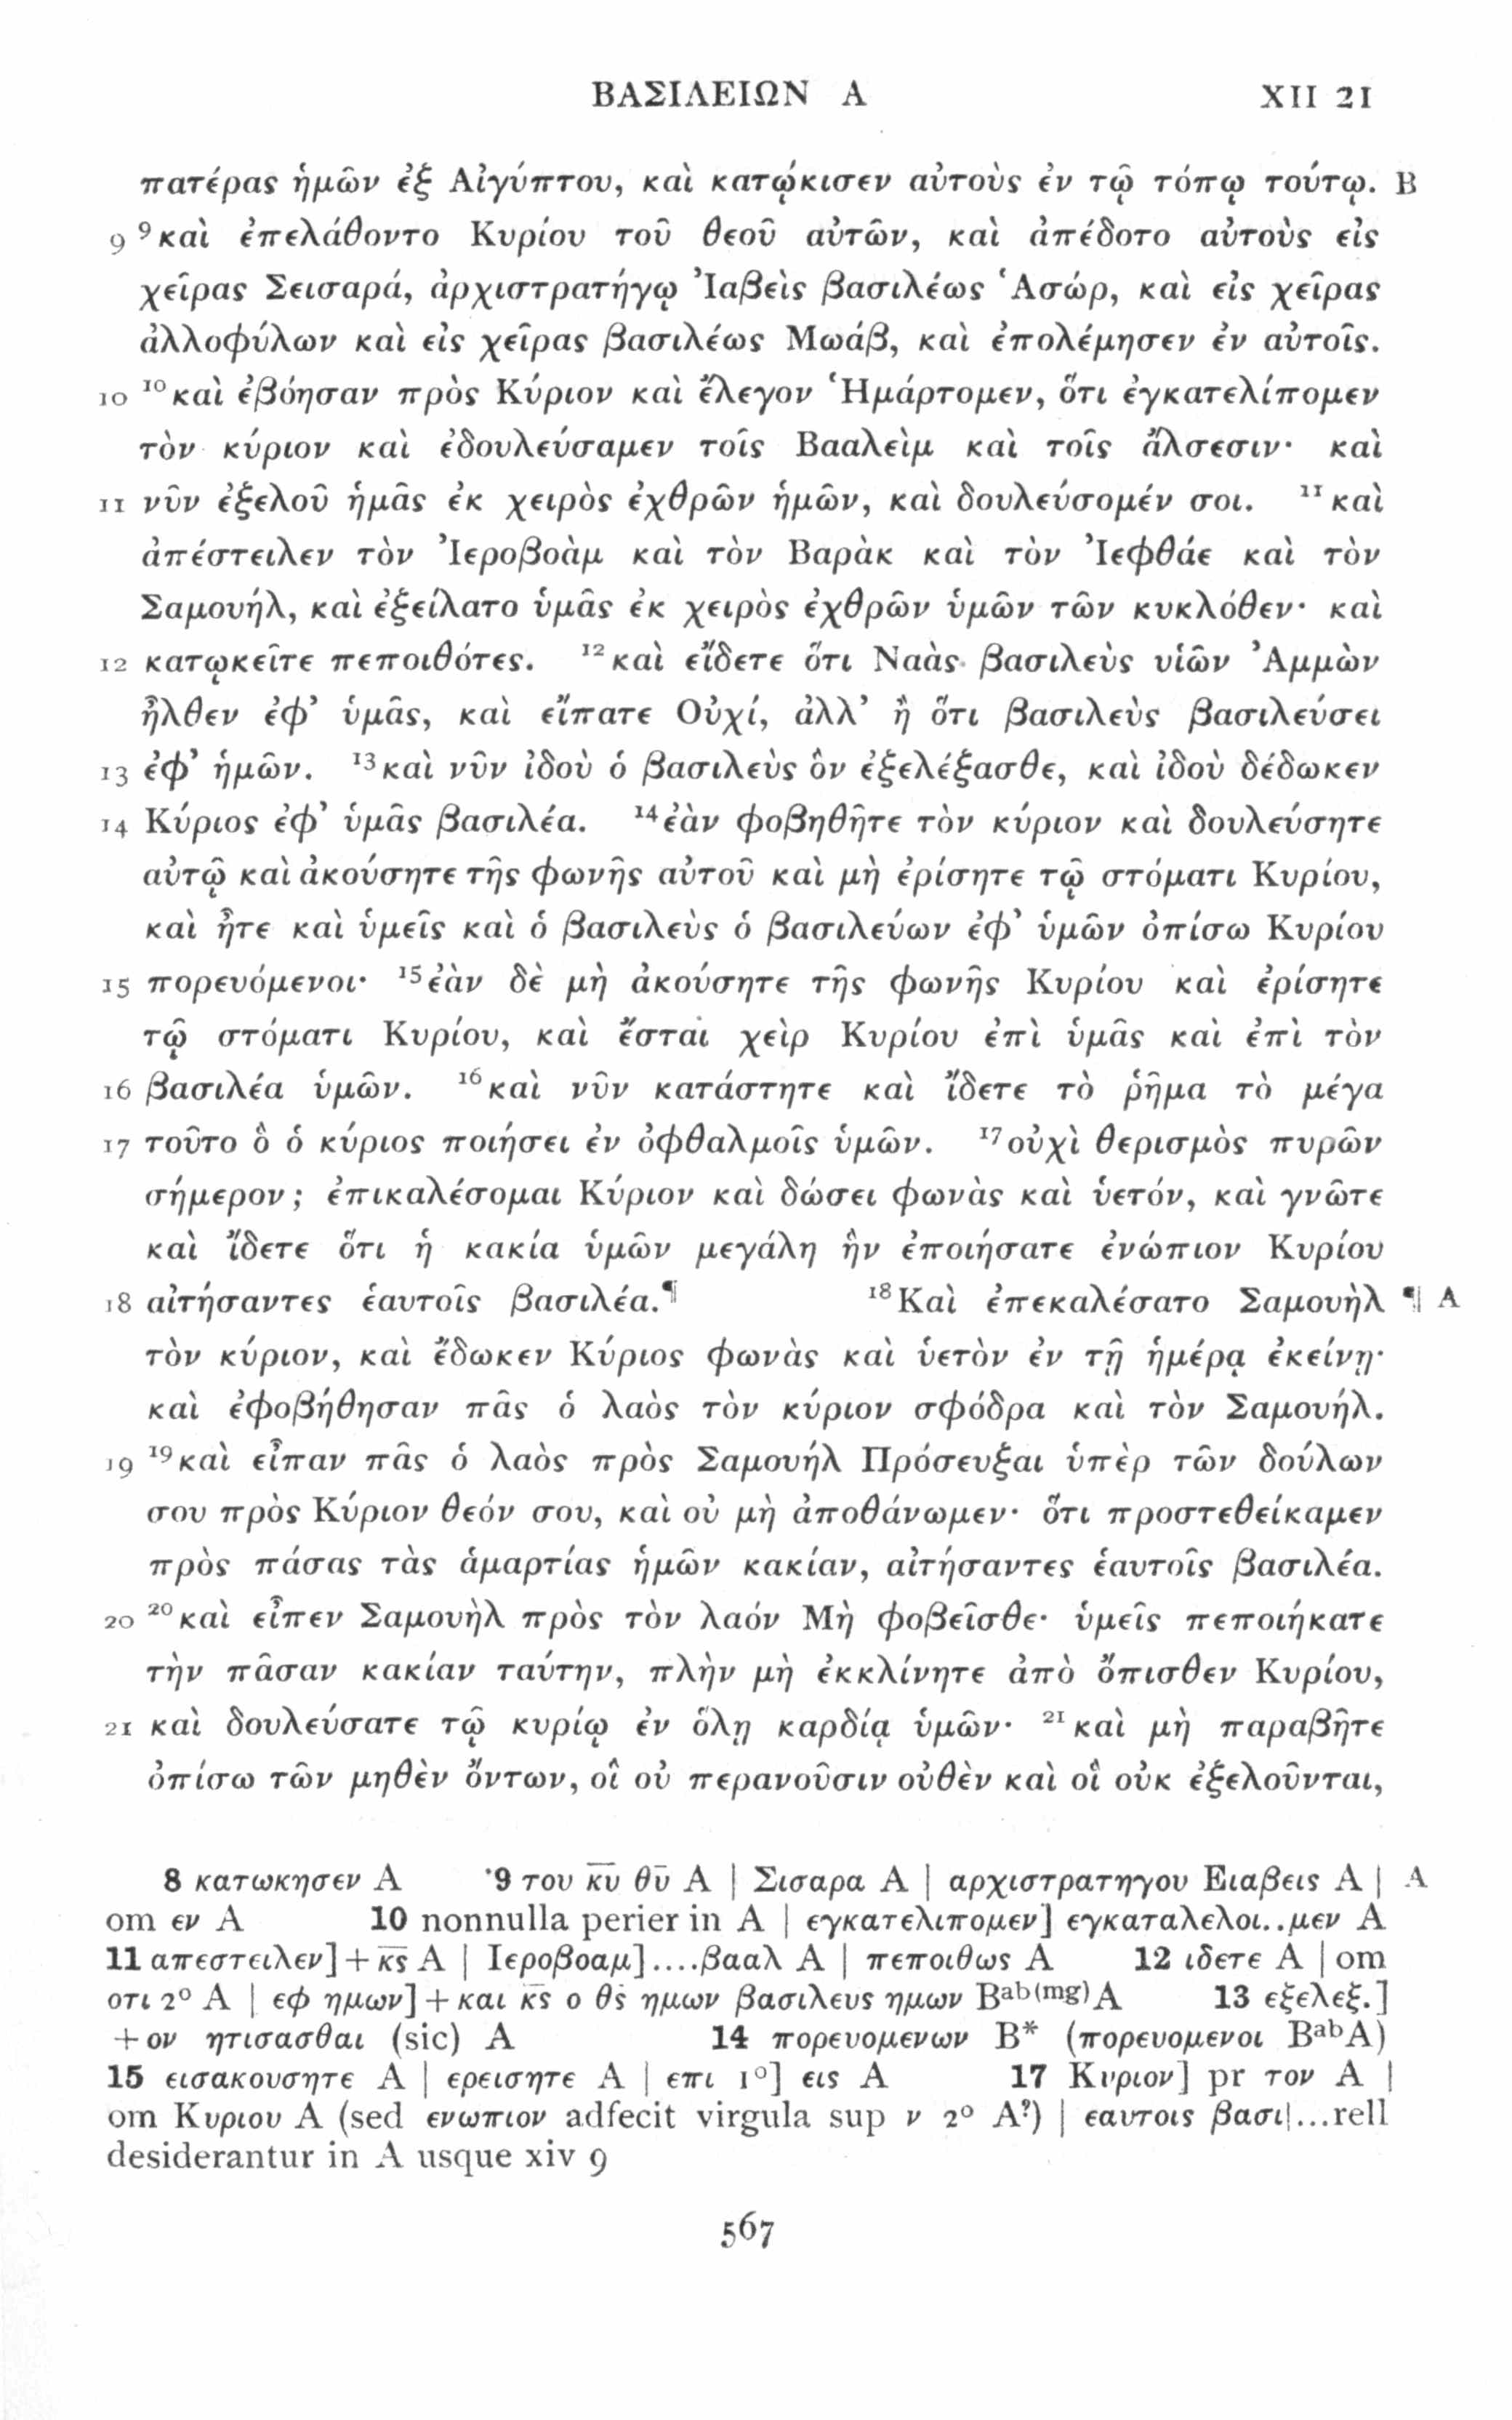 ΒΑΣΙΛΕΙΩΝ Α XII 21
πατέρας ἡμῶν ἐξ Αἰγύπτου, καὶ κατῴκισεν αὐτοὺς ἐν τῷ τόπῳ τούτῳ. B
9 ⁹καὶ ἐπελάθοντο Κυρίου τοῦ θεοῦ αὐτῶν, καὶ ἀπέδοτο αὐτοὺς εἰς
χεῖρας Σεισαρά, ἀρχιστρατήγῳ Ἰαβεὶς βασιλέως Ἁσώρ, καὶ εἰς χεῖρας
ἀλλοφύλων καὶ εἰς χεῖρας βασιλέως Μωάβ, καὶ ἐπολέμησεν ἐν αὐτοῖς.
10 ¹⁰καὶ ἐβόησαν πρὸς Κύριον καὶ ἔλεγον Ἡμάρτομεν, ὅτι ἐγκατελίπομεν
τὸν κύριον καὶ ἐδουλεύσαμεν τοῖς Βααλεὶμ καὶ τοῖς ἄλσεσιν· καὶ
11 νῦν ἐξελοῦ ἡμᾶς ἐκ χειρὸς ἐχθρῶν ἡμῶν, καὶ δουλεύσομέν σοι. ¹¹καὶ
ἀπέστειλεν τὸν Ἰεροβοὰμ καὶ τὸν Βαρὰκ καὶ τὸν Ἰεφθάε καὶ τὸν
Σαμουήλ, καὶ ἐξείλατο ὑμᾶς ἐκ χειρὸς ἐχθρῶν ὑμῶν τῶν κυκλόθεν· καὶ
12 κατῳκεῖτε πεποιθότες. ¹²καὶ εἴδετε ὅτι Ναὰς βασιλεὺς υἱῶν Ἀμμὼν
ἦλθεν ἐφ’ ὑμᾶς, καὶ εἴπατε Οὐχί, ἀλλ’ ἢ ὅτι βασιλεὺς βασιλεύσει
13 ἐφ’ ἡμῶν. ¹³καὶ νῦν ἰδοὺ ὁ βασιλεὺς ὃν ἐξελέξασθε, καὶ ἰδοὺ δέδωκεν
14 Κύριος ἐφ’ ὑμᾶς βασιλέα. ¹⁴ἐὰν φοβηθῆτε τὸν κύριον καὶ δουλεύσητε
αὐτῷ καὶ ἀκούσητε τῆς φωνῆς αὐτοῦ καὶ μὴ ἐρίσητε τῷ στόματι Κυρίου,
καὶ ἦτε καὶ ὑμεῖς καὶ ὁ βασιλεὺς ὁ βασιλεύων ἐφ’ ὑμῶν ὀπίσω Κυρίου
15 πορευόμενοι· ¹⁵ἐὰν δὲ μὴ ἀκούσητε τῆς φωνῆς Κυρίου καὶ ἐρίσητε
τῷ στόματι Κυρίου, καὶ ἔσται χεὶρ Κυρίου ἐπὶ ὑμᾶς καὶ ἐπὶ τὸν
16 βασιλέα ὑμῶν. ¹⁶καὶ νῦν κατάστητε καὶ ἴδετε τὸ ῥῆμα τὸ μέγα
17 τοῦτο ὃ ὁ κύριος ποιήσει ἐν ὀφθαλμοῖς ὑμῶν. ¹⁷οὐχὶ θερισμὸς πυρῶν
σήμερον; ἐπικαλέσομαι Κύριον καὶ δώσει φωνὰς καὶ ὑετόν, καὶ γνῶτε
καὶ ἴδετε ὅτι ἡ κακία ὑμῶν μεγάλη ἣν ἐποιήσατε ἐνώπιον Κυρίου
18 αἰτήσαντες ἑαυτοῖς βασιλέα.¶ ¹⁸Καὶ ἐπεκαλέσατο Σαμουὴλ ¶ A
τὸν κύριον, καὶ ἔδωκεν Κύριος φωνὰς καὶ ὑετὸν ἐν τῇ ἡμέρᾳ ἐκείνῃ·
καὶ ἐφοβήθησαν πᾶς ὁ λαὸς τὸν κύριον σφόδρα καὶ τὸν Σαμουήλ.
19 ¹⁹καὶ εἶπαν πᾶς ὁ λαὸς πρὸς Σαμουήλ Πρόσευξαι ὑπὲρ τῶν δούλων
σου πρὸς Κύριον θεόν σου, καὶ οὐ μὴ ἀποθάνωμεν· ὅτι προστεθείκαμεν
πρὸς πάσας τὰς ἁμαρτίας ἡμῶν κακίαν, αἰτήσαντες ἑαυτοῖς βασιλέα.
20 ²⁰καὶ εἶπεν Σαμουὴλ πρὸς τὸν λαόν Μὴ φοβεῖσθε· ὑμεῖς πεποιήκατε
τὴν πᾶσαν κακίαν ταύτην, πλὴν μὴ ἐκκλίνητε ἀπὸ ὄπισθεν Κυρίου,
21 καὶ δουλεύσατε τῷ κυρίῳ ἐν ὅλῃ καρδίᾳ ὑμῶν· ²¹καὶ μὴ παραβῆτε
ὀπίσω τῶν μηθὲν ὄντων, οἳ οὐ περανοῦσιν οὐθὲν καὶ οἳ οὐκ ἐξελοῦνται,
8 κατωκησεν A 9 του κ̅υ̅ θ̅υ̅ A | Σισαρα A | αρχιστρατηγου Ειαβεις A | A
om εν A 10 nonnulla perier in A | εγκατελιπομεν] εγκαταλελοι..μεν A
11 απεστειλεν] + κ̅ς̅ A | Ιεροβοαμ] ....βααλ A | πεποιθως A 12 ιδετε A | om
οτι 2º A | εφ ημων] + και κ̅ς̅ ο θ̅ς̅ ημων βασιλευς ημων Bᵃᵇ⁽ᵐᵍ⁾A 13 εξελεξ.]
+ ον ητισασθαι (sic) A 14 πορευομενων B* (πορευομενοι BᵃᵇA)
15 εισακουσητε A | ερεισητε A | επι 1º] εις A 17 Κυριον] pr τον A |
om Κυριου A (sed ενωπιον adfecit virgula sup ν 2º A?) | εαυτοις βασι|...rell
desiderantur in A usque xiv 9
567